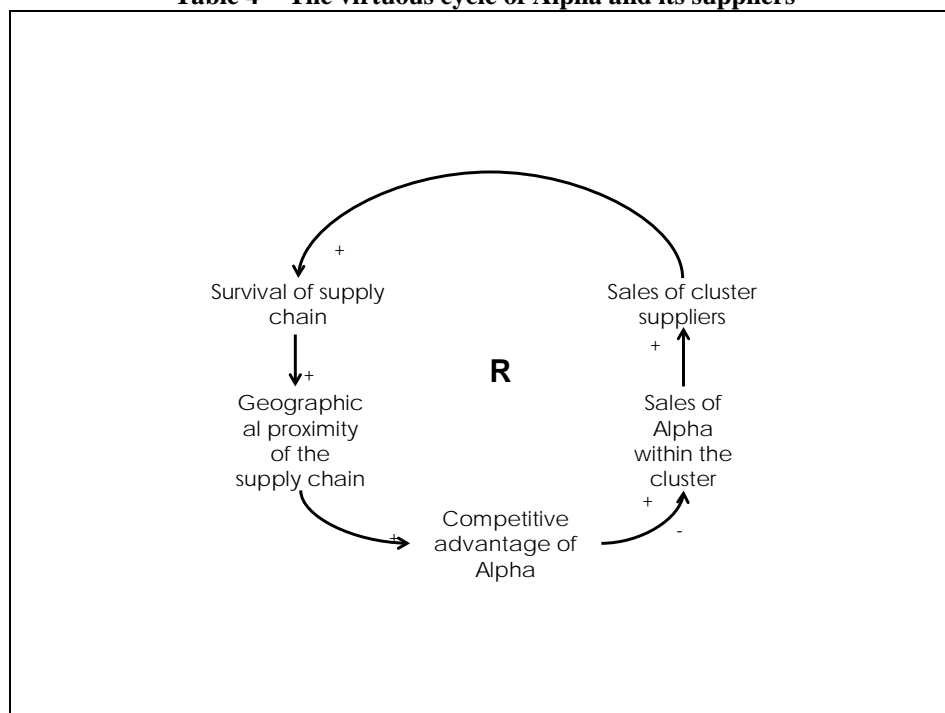 Table 4 The virtuous cycle of Alpha and its suppliers
+
Survival of supply
chain
Sales of cluster
suppliers
+
R
+
Geographic
al proximity
of the
supply chain
Sales of
Alpha
within the
cluster
+
-
+
Competitive
advantage of
Alpha